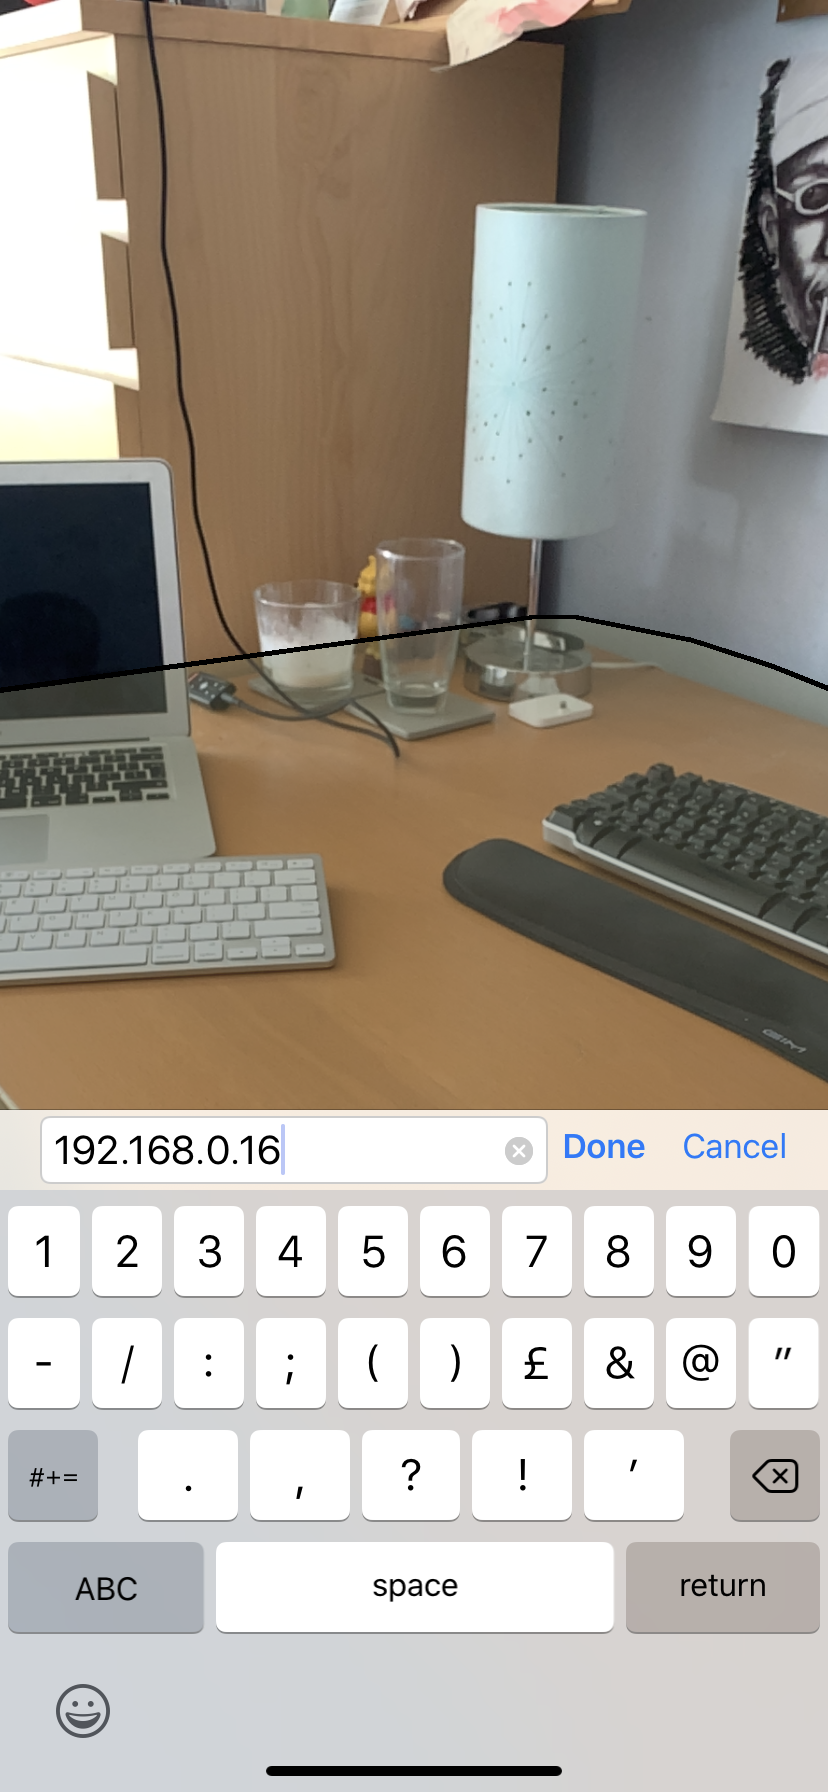 192.168.0.16
Done
Cancel
1 2 3 4 5 6 7 8 9 0
- / : ; ( ) £ & @ "
#+= . , ? ! '
ABC space return